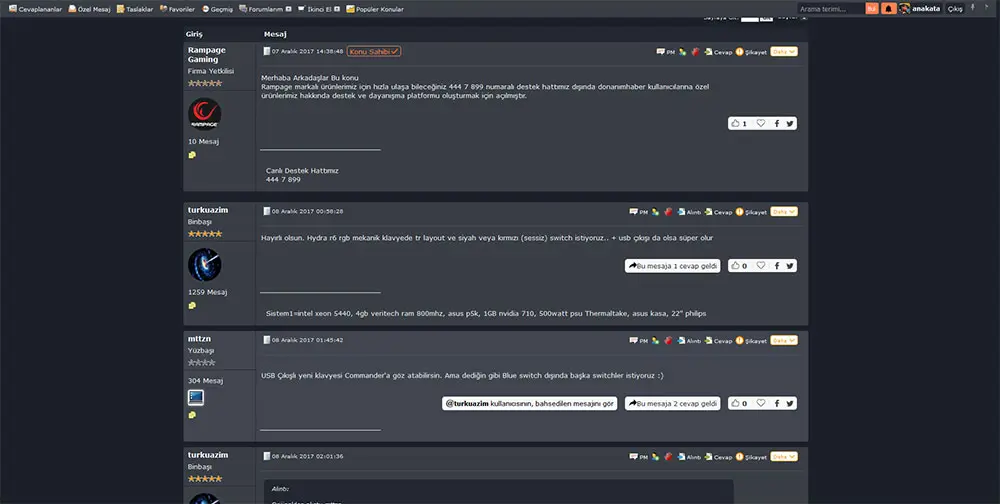 Cevaplananlar Özel Mesaj Taslaklar Favoriler Geçmiş Forumlarım İkinci El Popüler Konular Arama terimi... Bul anakata Çıkış
Giriş Mesaj
Rampage Gaming
Firma Yetkilisi
RAMPAGE
10 Mesaj
07 Aralık 2017 14:38:48 Konu Sahibi PM Cevap Şikayet Daha
Merhaba Arkadaşlar Bu konu
Rampage markalı ürünlerimiz için hızla ulaşa bileceğiniz 444 7 899 numaralı destek hattımız dışında donanımhaber kullanıcılarına özel
ürünlerimiz hakkında destek ve dayanışma platformu oluşturmak için açılmıştır.
1
Canlı Destek Hattımız
444 7 899
turkuazim
Binbaşı
1259 Mesaj
08 Aralık 2017 00:58:28 PM Alıntı Cevap Şikayet Daha
Hayırlı olsun. Hydra r6 rgb mekanik klavyede tr layout ve siyah veya kırmızı (sessiz) switch istiyoruz.. + usb çıkışı da olsa süper olur
Bu mesaja 1 cevap geldi 0
Sistem1=intel xeon 5440, 4gb veritech ram 800mhz, asus p5k, 1GB nvidia 710, 500watt psu Thermaltake, asus kasa, 22" philips
mttzn
Yüzbaşı
304 Mesaj
08 Aralık 2017 01:45:42 PM Alıntı Cevap Şikayet Daha
USB Çıkışlı yeni klavyesi Commander'a göz atabilirsin. Ama dediğin gibi Blue switch dışında başka switchler istiyoruz :)
@turkuazim kullanıcısının, bahsedilen mesajını gör Bu mesaja 2 cevap geldi 0
turkuazim
Binbaşı
08 Aralık 2017 02:01:36 PM Alıntı Cevap Şikayet Daha
Alıntı: